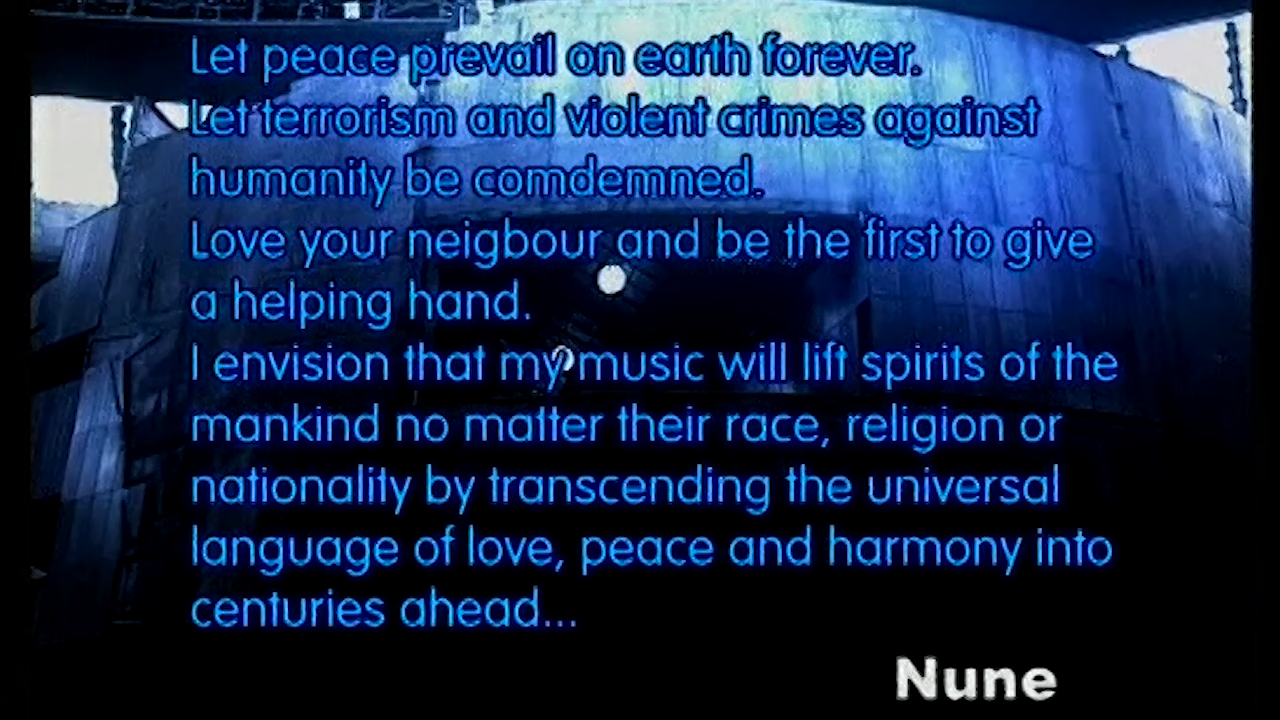 Let peace prevail on earth forever.
Let terrorism and violent crimes against
humanity be comdemned.
Love your neigbour and be the first to give
a helping hand.
I envision that my music will lift spirits of the
mankind no matter their race, religion or
nationality by transcending the universal
language of love, peace and harmony into
centuries ahead...
Nune